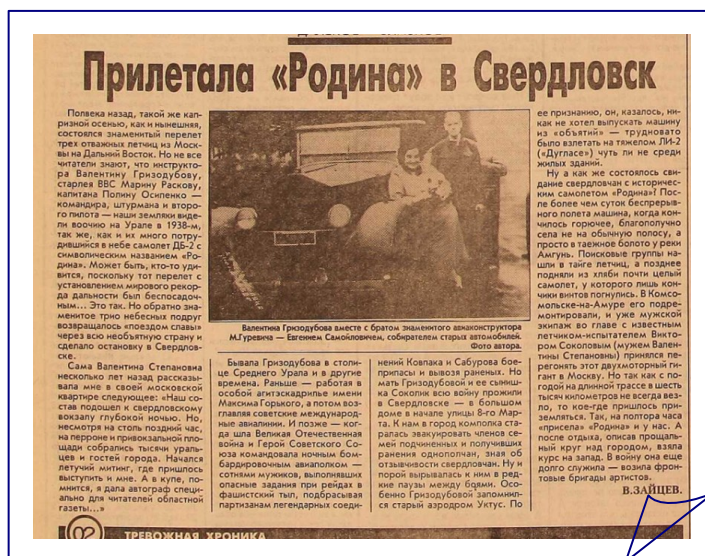 Прилетала «Родина» в Свердловск
Полвека назад, такой же кап-
ризной осенью, как и нынешняя,
состоялся знаменитый перелет
трех отважных летчиц из Моск-
вы на Дальний Восток. Но не все
читатели знают, что инструкто-
ра Валентину Гризодубову,
старлея ВВС Марину Раскову,
капитана Полину Осипенко —
командира, штурмана и второ-
го пилота — наши земляки виде-
ли воочию на Урале в 1938-м,
так же, как и их много потру-
дившийся в небе самолет ДБ-2 с
символическим названием «Ро-
дина». Может быть, кто-то уди-
вится, поскольку тот перелет с
установлением мирового рекор-
да дальности был беспосадоч-
ным... Это так. Но обратно зна-
менитое трио небесных подруг
возвращалось «поездом славы»
через всю необъятную страну и
сделало остановку в Свердлов-
ске.
Сама Валентина Степановна
несколько лет назад рассказы-
вала мне в своей московской
квартире следующее: «Наш со-
став подошел к свердловскому
вокзалу глубокой ночью. Но,
несмотря на столь поздний час,
на перроне и привокзальной пло-
щади собрались тысячи ураль-
цев и гостей города. Начался
летучий митинг, где пришлось
выступить и мне. А в купе, по-
мнится, я дала автограф специ-
ально для читателей областной
газеты...»
Валентина Гризодубова вместе с братом знаменитого авиаконструктора
М.Гуревича — Евгением Самойловичем, собирателем старых автомобилей.
Фото автора.
Бывала Гризодубова в столи-
це Среднего Урала и в другие
времена. Раньше — работая в
особой агитэскадрилье имени
Максима Горького, а потом воз-
главляя советские международ-
ные авиалинии. И позже — ког-
да шла Великая Отечественная
война и Герой Советского Со-
юза командовала ночным бом-
бардировочным авиаполком —
сотнями мужиков, выполнявших
опасные задания при рейдах в
фашистский тыл, подбрасывая
партизанам легендарных соеди-
нений Ковпака и Сабурова бое-
припасы и вывозя раненых. Но
мать Гризодубовой и ее сыниш-
ка Соколик всю войну прожили
в Свердловске — в большом
доме в начале улицы 8-го Мар-
та. К нам в город комполка ста-
ралась эвакуировать членов се-
мей подчиненных и получивших
ранения однополчан, зная об
отзывчивости свердловчан. Ну и
порой вырывалась к ним в ред-
кие паузы между боями. Осо-
бенно Гризодубовой запомнил-
ся старый аэродром Уктус. По
ее признанию, он, казалось, ни-
как не хотел выпускать машину
из «объятий» — трудновато
было взлетать на тяжелом ЛИ-2
(«Дугласе») чуть ли не среди
жилых зданий.
Ну а как же состоялось сви-
дание свердловчан с историчес-
ким самолетом «Родина»? Пос-
ле более чем суток беспрерыв-
ного полета машина, когда кон-
чилось горючее, благополучно
села не на обычную полосу, а
просто в таежное болото у реки
Амгунь. Поисковые группы на-
шли в тайге летчиц, а позднее
подняли из хляби почти целый
самолет, у которого лишь кон-
чики винтов погнулись. В Комсо-
мольске-на-Амуре его подре-
монтировали, и уже мужской
экипаж во главе с известным
летчиком-испытателем Викто-
ром Соколовым (мужем Вален-
тины Степановны) принялся пе-
регонять этот двухмоторный ги-
гант в Москву. Но так как с по-
годой на длинной трассе в шесть
тысяч километров не всегда вез-
ло, то кое-где пришлось при-
земляться. Так, на полтора часа
«присела» «Родина» и у нас. А
после отдыха, описав прощаль-
ный круг над городом, взяла
курс на запад. В войну она еще
долго служила — возила фрон-
товые бригады артистов.
В.ЗАЙЦЕВ.
02 ТРЕВОЖНАЯ ХРОНИКА